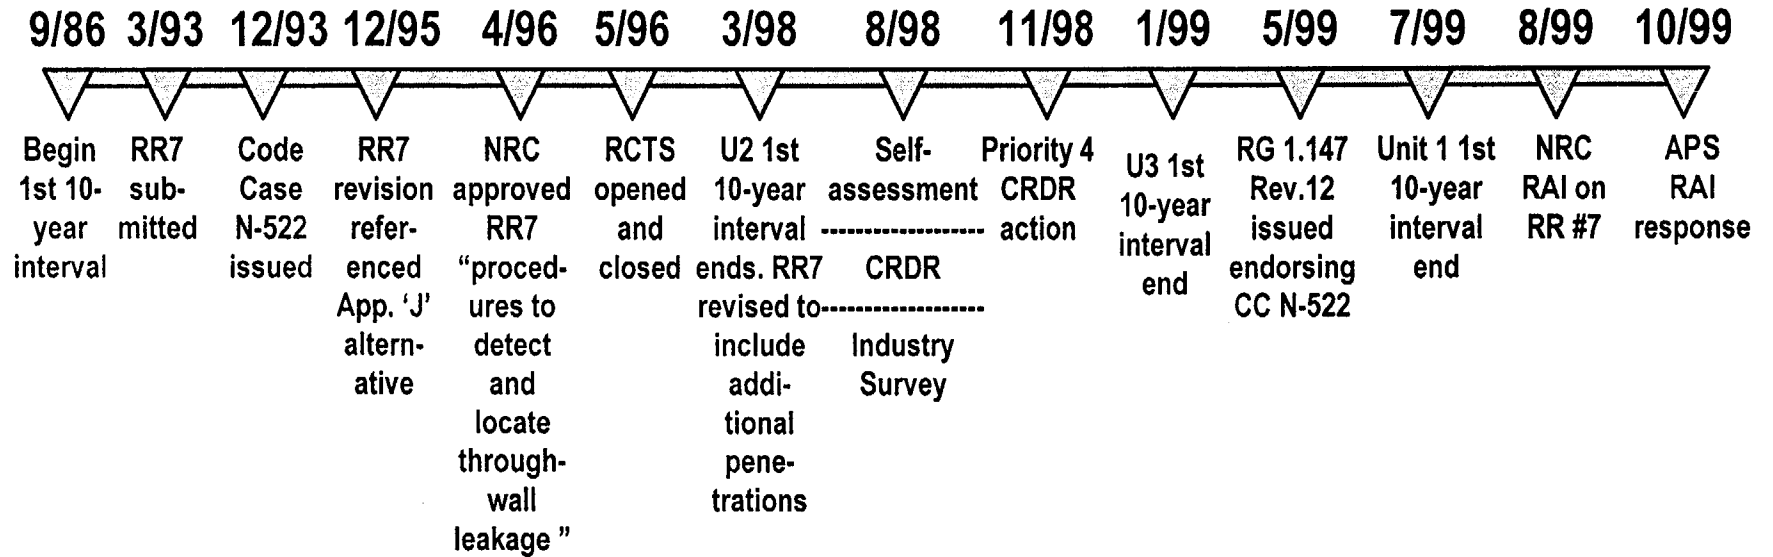 9/86 3/93 12/93 12/95 4/96 5/96 3/98 8/98 11/98 1/99 5/99 7/99 8/99 10/99
Begin
1st 10-
year
interval
RR7
sub-
mitted
Code
Case
N-522
issued
RR7
revision
refer-
enced
App. ‘J’
altern-
ative
NRC
approved
RR7
“proced-
ures to
detect
and
locate
through-
wall
leakage ”
RCTS
opened
and
closed
U2 1st
10-year
interval
ends. RR7
revised to
include
addi-
tional
pene-
trations
Self-
assessment
CRDR
Industry
Survey
Priority 4
CRDR
action
U3 1st
10-year
interval
end
RG 1.147
Rev.12
issued
endorsing
CC N-522
Unit 1 1st
10-year
interval
end
NRC
RAI on
RR #7
APS
RAI
response